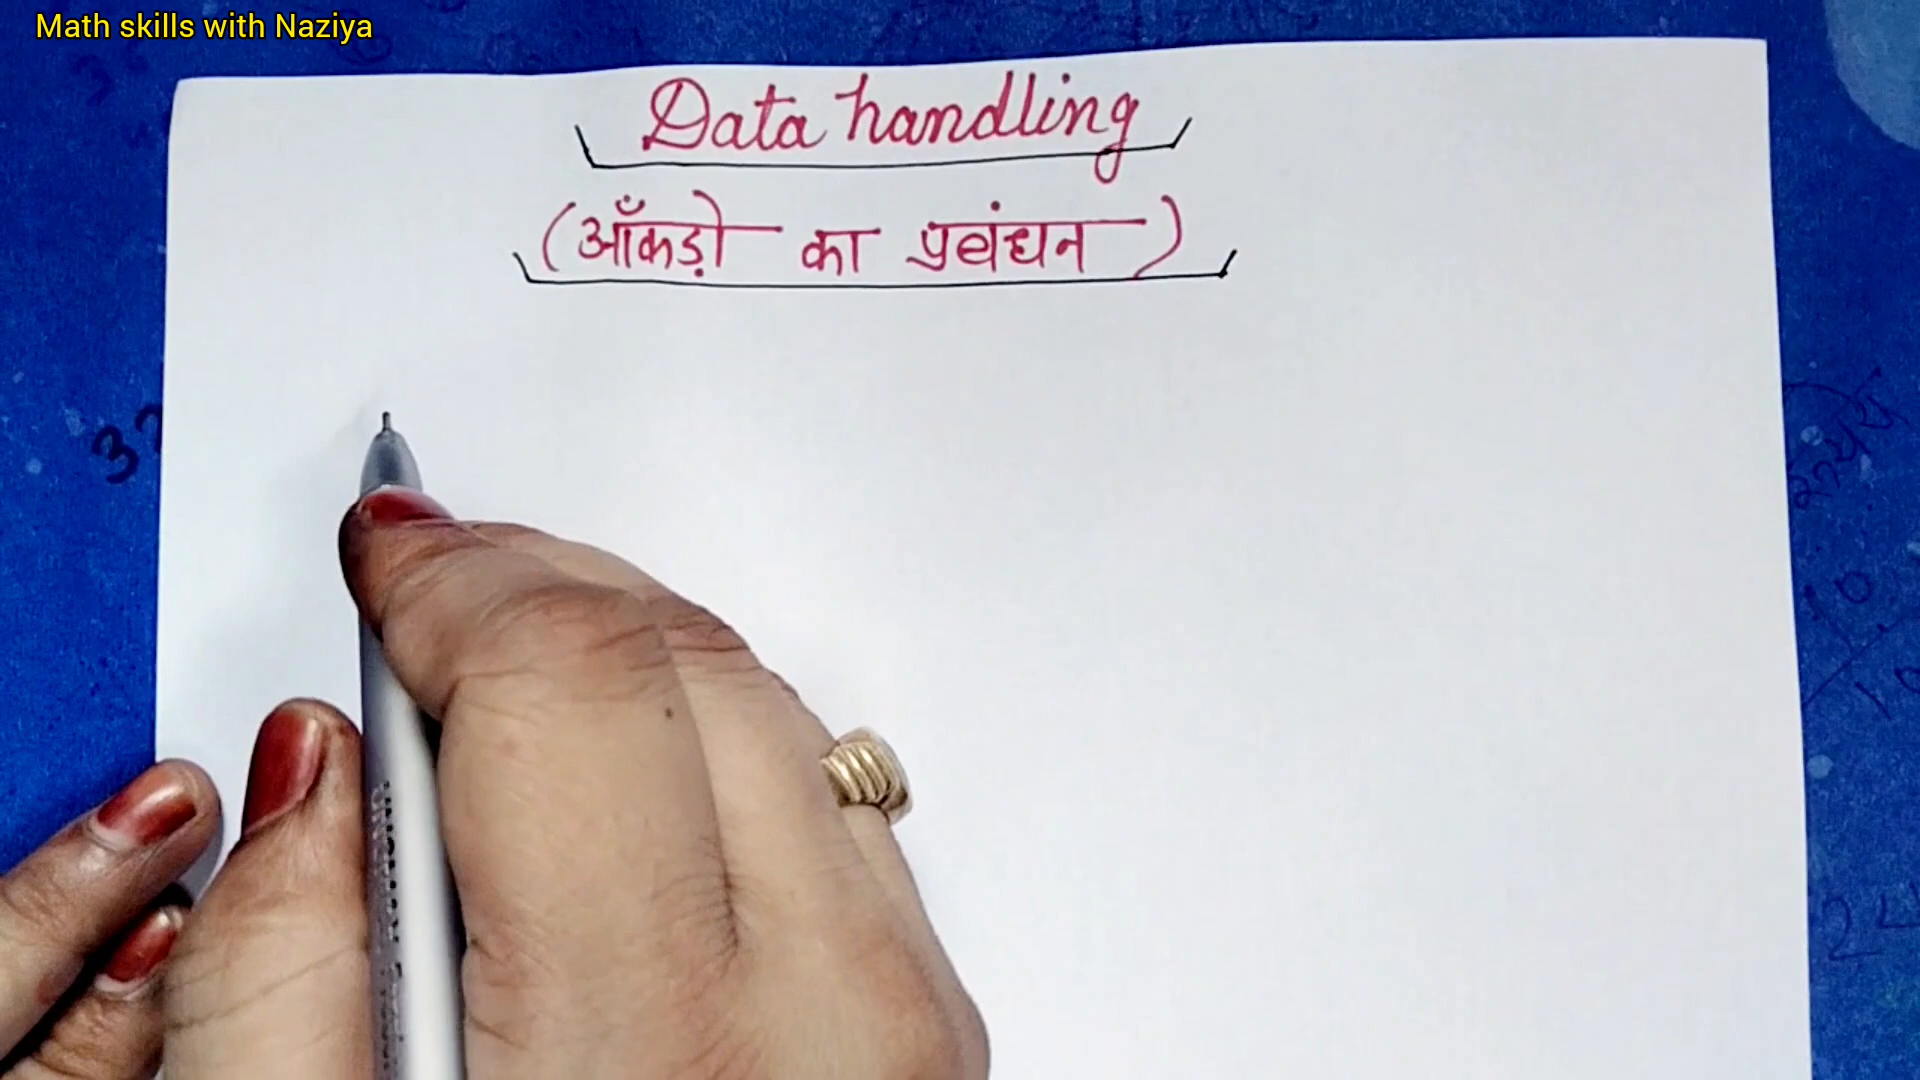 Math skills with Naziya
Data handling
(आँकड़ो का प्रबंधन)